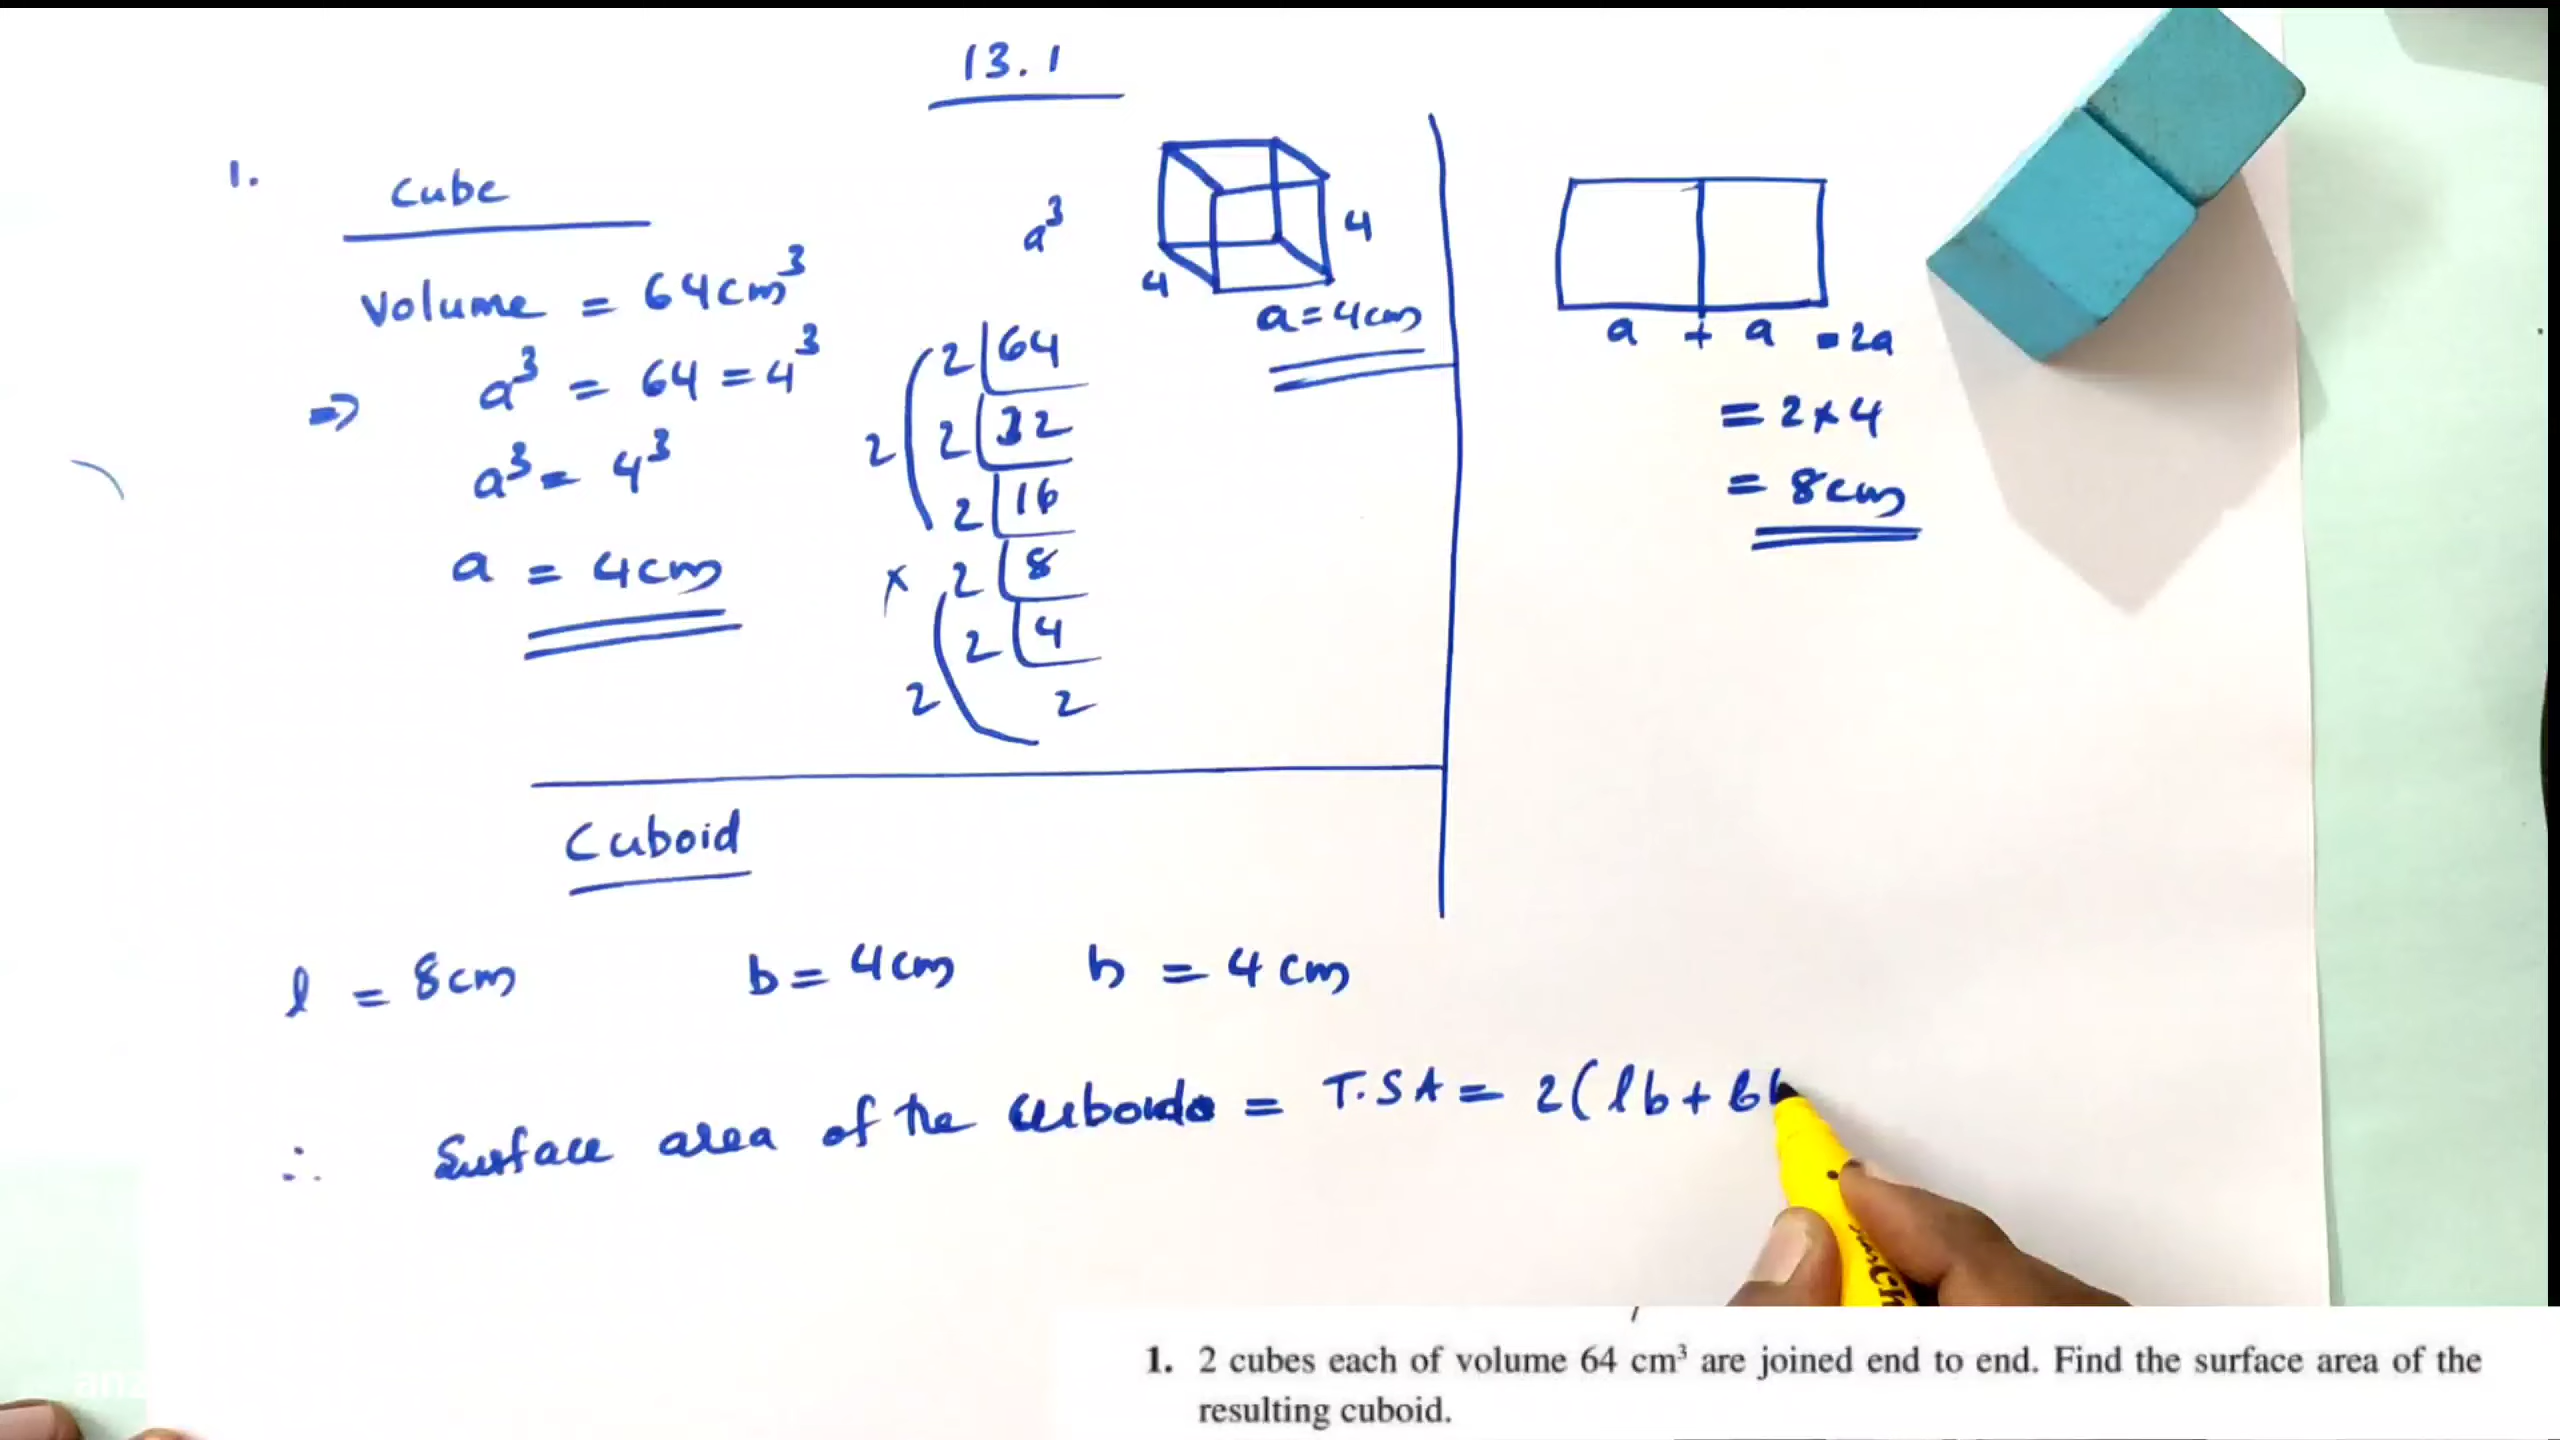 13.1
1.
Cube
Volume = 64cm³
⇒ a³ = 64 = 4³
a³ = 4³
a = 4cm
a³
4
4
a = 4cm
2 | 64
2 | 32
2 | 16
2 | 8
2 | 4
2
2
×
2
a + a = 2a
= 2×4
= 8cm
Cuboid
l = 8cm b = 4cm h = 4 cm
∴ Surface area of the cuboid = T.S.A = 2(lb + bh
1. 2 cubes each of volume 64 cm³ are joined end to end. Find the surface area of the
resulting cuboid.